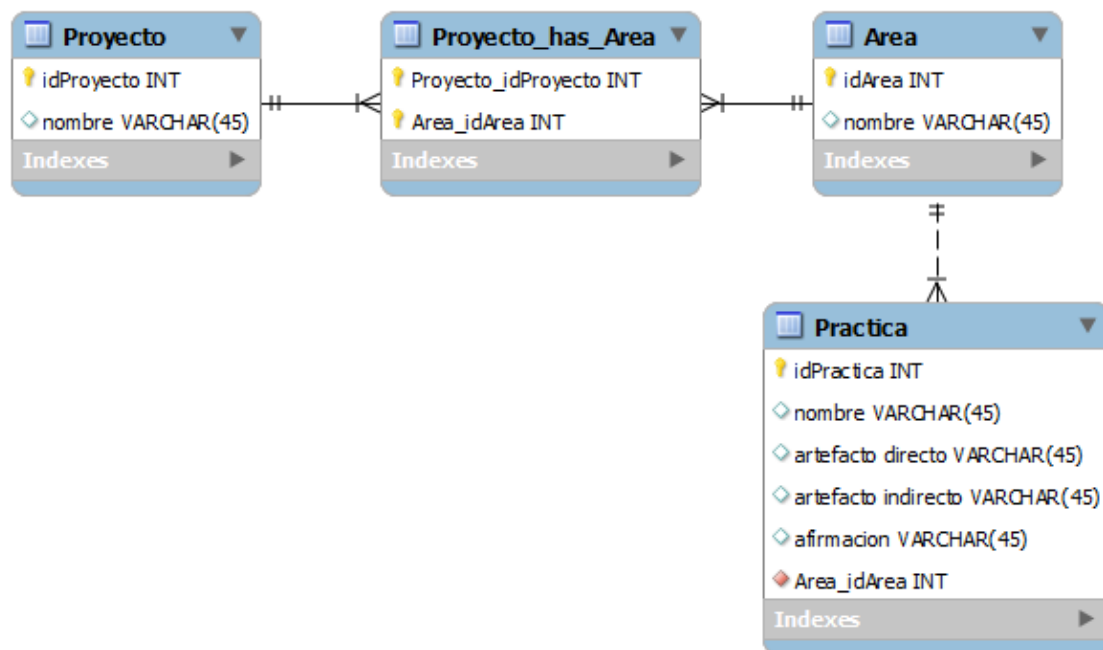 Proyecto
idProyecto INT
nombre VARCHAR(45)
Indexes
Proyecto_has_Area
Proyecto_idProyecto INT
Area_idArea INT
Indexes
Area
idArea INT
nombre VARCHAR(45)
Indexes
Practica
idPractica INT
nombre VARCHAR(45)
artefacto directo VARCHAR(45)
artefacto indirecto VARCHAR(45)
afirmacion VARCHAR(45)
Area_idArea INT
Indexes